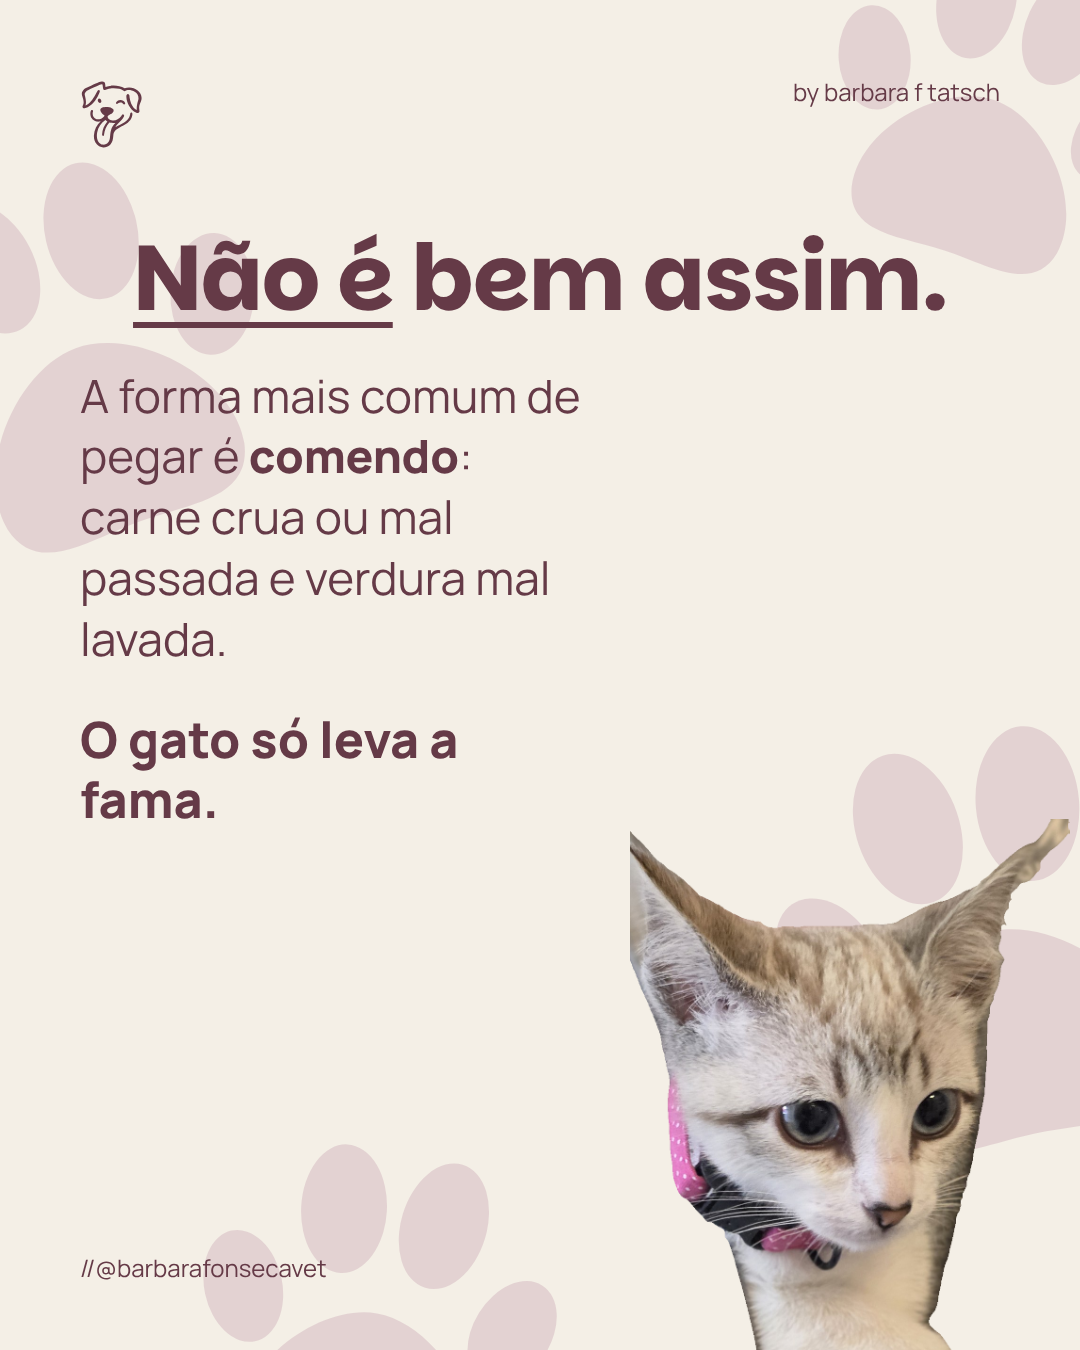 by barbara f tatsch
Não é bem assim.
A forma mais comum de
pegar é comendo:
carne crua ou mal
passada e verdura mal
lavada.
O gato só leva a
fama.
//@barbarafonsecavet